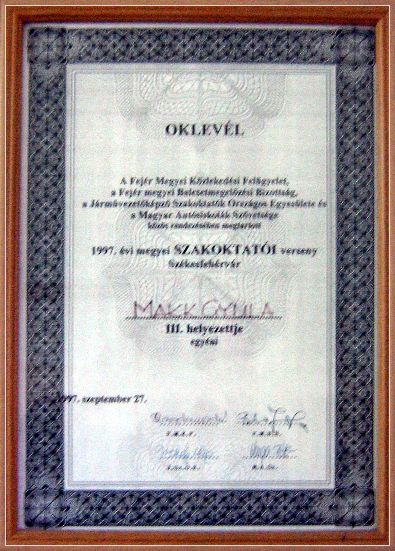 OKLEVÉL
A Fejér Megyei Közlekedési Felügyelet,
a Fejér megyei Balesetmegelőzési Bizottság,
a Járművezetőképző Szakoktatók Országos Egyesülete és
a Magyar Autósiskolák Szövetsége
közös rendezésében megtartott
1997. évi megyei SZAKOKTATÓI verseny
Székesfehérvár
MAKK GYULA
III. helyezettje
egyéni
1997. szeptember 27.